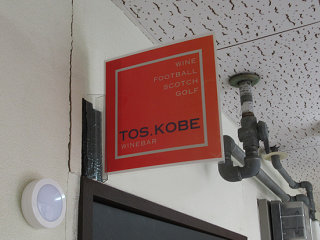 WINE
FOOTBALL
SCOTCH
GOLF
TOS.KOBE
WINEBAR